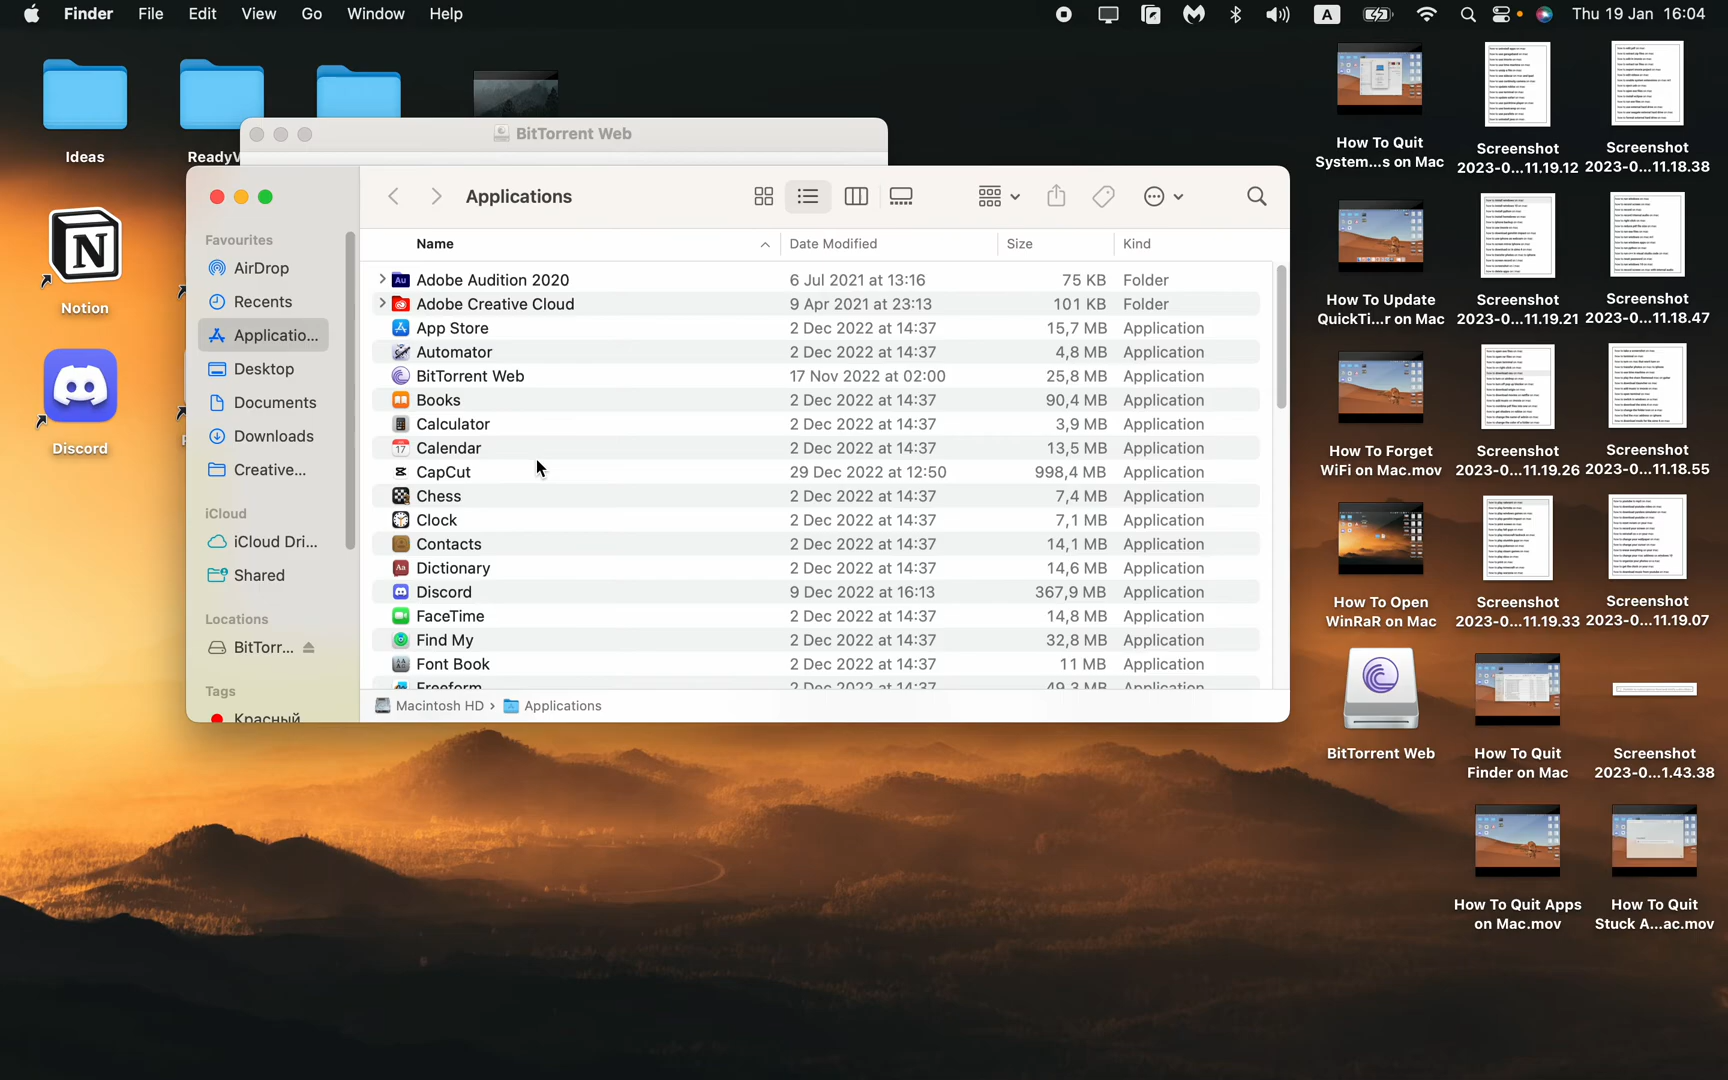 Finder File Edit View Go Window Help
A
Thu 19 Jan 16:04
Ideas
ReadyV
Notion
Discord
BitTorrent Web
Applications
Favourites
AirDrop
Recents
Applicatio...
Desktop
Documents
Downloads
Creative...
iCloud
iCloud Dri...
Shared
Locations
BitTorr...
Tags
Красный
Name Date Modified Size Kind
Adobe Audition 2020 6 Jul 2021 at 13:16 75 KB Folder
Adobe Creative Cloud 9 Apr 2021 at 23:13 101 KB Folder
App Store 2 Dec 2022 at 14:37 15,7 MB Application
Automator 2 Dec 2022 at 14:37 4,8 MB Application
BitTorrent Web 17 Nov 2022 at 02:00 25,8 MB Application
Books 2 Dec 2022 at 14:37 90,4 MB Application
Calculator 2 Dec 2022 at 14:37 3,9 MB Application
Calendar 2 Dec 2022 at 14:37 13,5 MB Application
CapCut 29 Dec 2022 at 12:50 998,4 MB Application
Chess 2 Dec 2022 at 14:37 7,4 MB Application
Clock 2 Dec 2022 at 14:37 7,1 MB Application
Contacts 2 Dec 2022 at 14:37 14,1 MB Application
Dictionary 2 Dec 2022 at 14:37 14,6 MB Application
Discord 9 Dec 2022 at 16:13 367,9 MB Application
FaceTime 2 Dec 2022 at 14:37 14,8 MB Application
Find My 2 Dec 2022 at 14:37 32,8 MB Application
Font Book 2 Dec 2022 at 14:37 11 MB Application
Freeform 2 Dec 2022 at 14:37 49,3 MB Application
Macintosh HD › Applications
How To Quit
System...s on Mac
Screenshot
2023-0...11.19.12
Screenshot
2023-0...11.18.38
How To Update
QuickTi...r on Mac
Screenshot
2023-0...11.19.21
Screenshot
2023-0...11.18.47
How To Forget
WiFi on Mac.mov
Screenshot
2023-0...11.19.26
Screenshot
2023-0...11.18.55
How To Open
WinRaR on Mac
Screenshot
2023-0...11.19.33
Screenshot
2023-0...11.19.07
BitTorrent Web
How To Quit
Finder on Mac
Screenshot
2023-0...1.43.38
How To Quit Apps
on Mac.mov
How To Quit
Stuck A...ac.mov